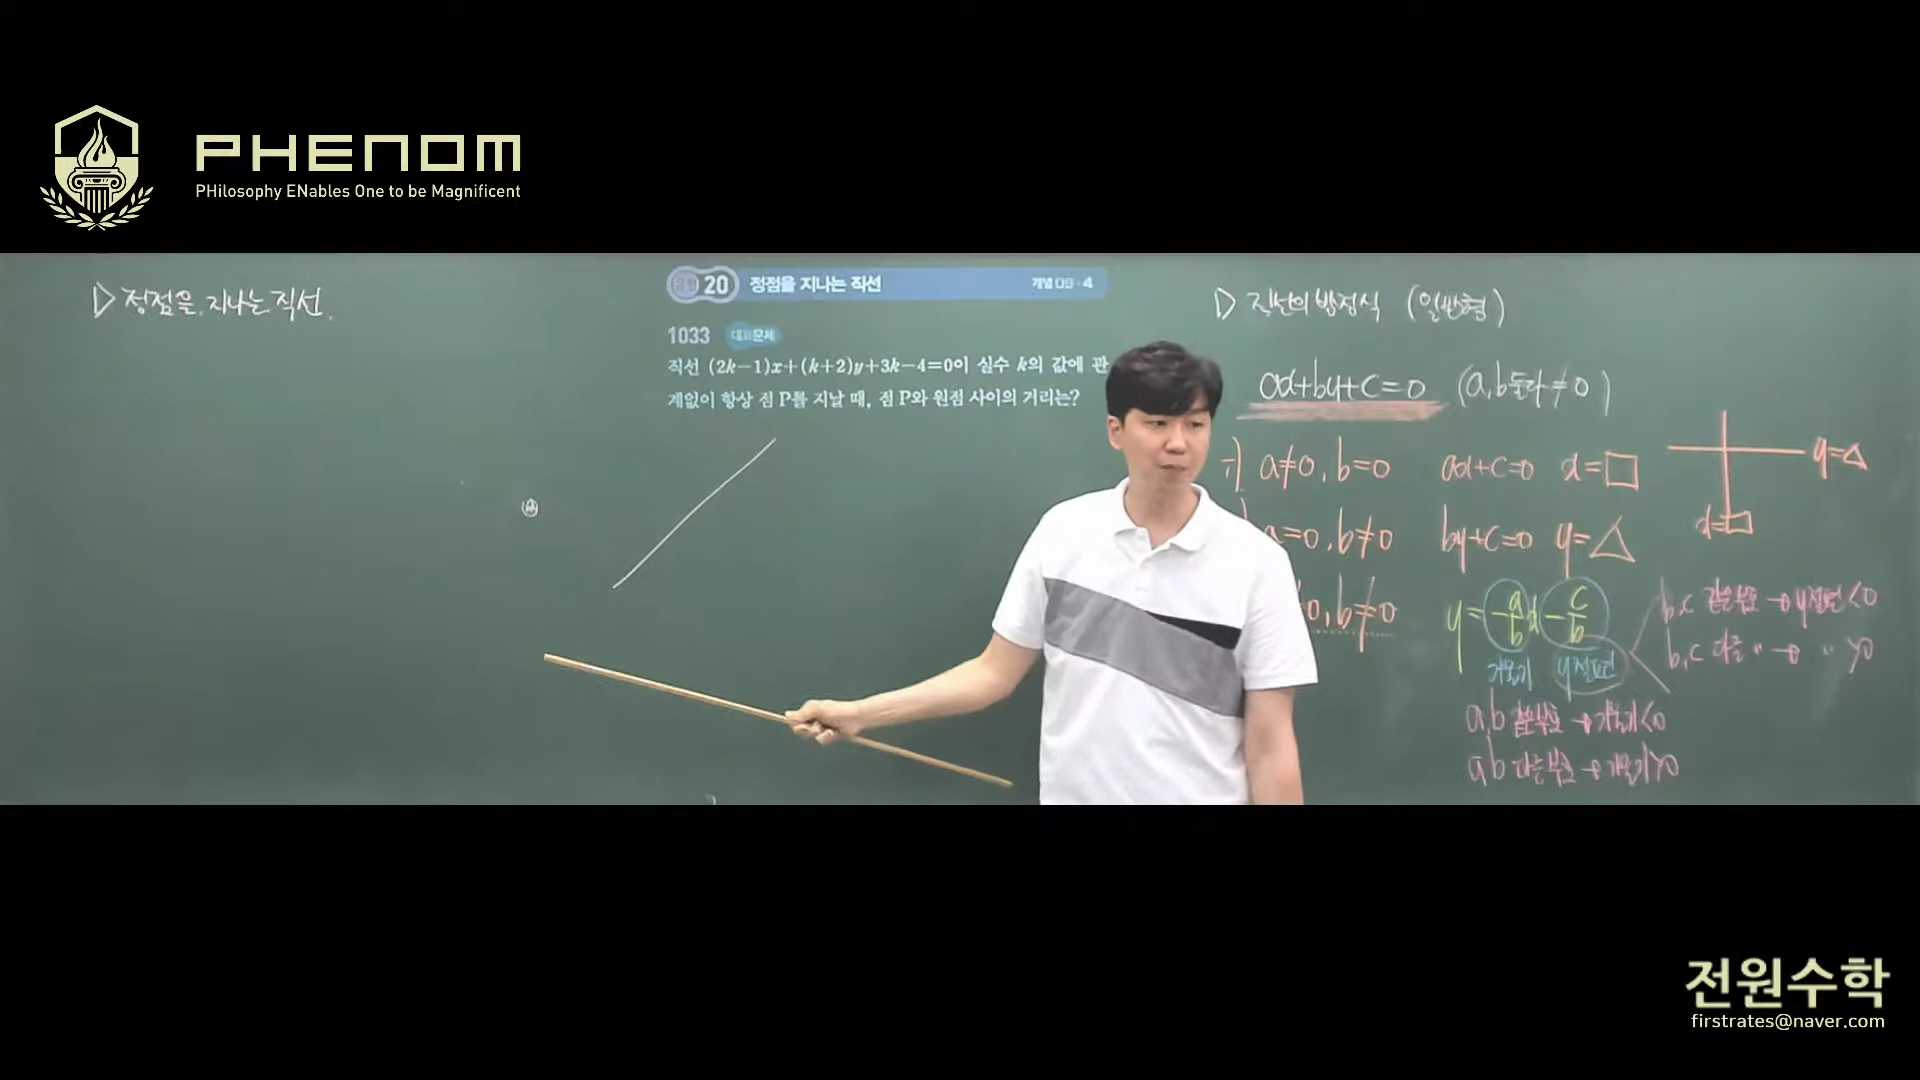 PHENOM
PHilosophy ENables One to be Magnificent
▷ 정점을 지나는 직선.
유형 20 정점을 지나는 직선
개념 03 - 4
1033 대표문제
직선 (2k-1)x+(k+2)y+3k-4=0이 실수 k의 값에 관
계없이 항상 점 P를 지날 때, 점 P와 원점 사이의 거리는?
▷ 직선의 방정식 (일반형)
ax+by+c=0 (a,b둘다≠0)
i) a≠0, b=0 ax+c=0 x=□
a=0, b≠0 by+c=0 y=△
0, b≠0 y=-a/b x -c/b
기울기 y절편
y=△
x=□
b,c 같은부호 → y절편<0
b,c 다른 〃 → 〃 >0
a,b 같은부호 → 기울기<0
a,b 다른부호 → 기울기>0
전원수학
firstrates@naver.com